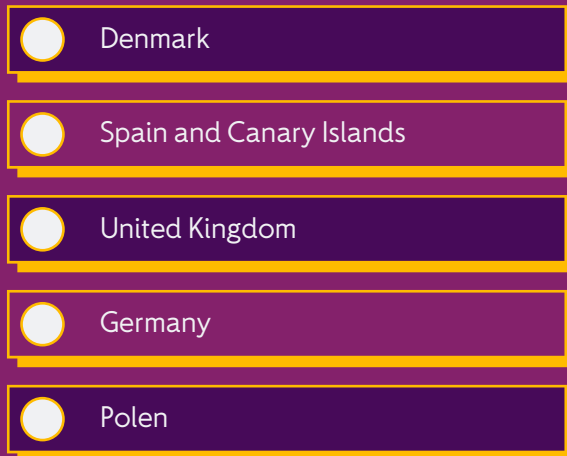 Denmark
Spain and Canary Islands
United Kingdom
Germany
Polen